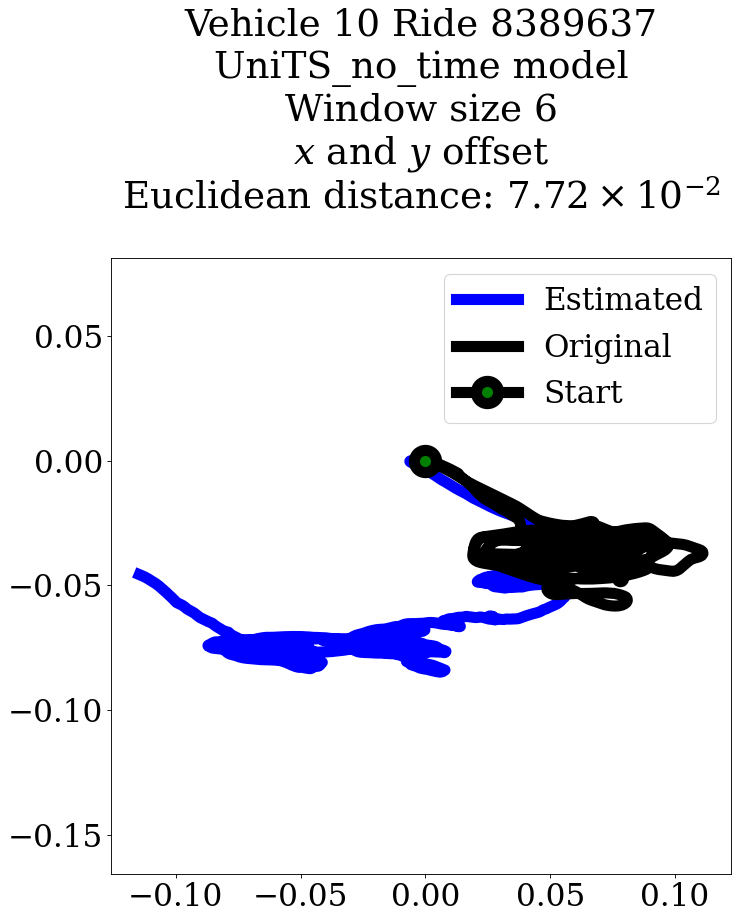 Vehicle 10 Ride 8389637
UniTS_no_time model
Window size 6
x and y offset
Euclidean distance: 7.72 × 10⁻²
Estimated
Original
Start
0.05
0.00
−0.05
−0.10
−0.15
−0.10 −0.05 0.00 0.05 0.10